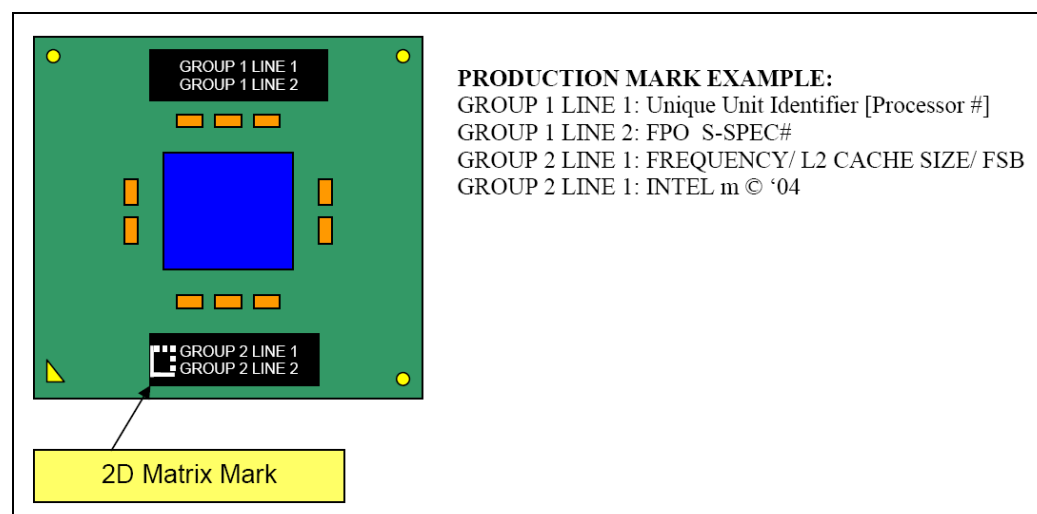 GROUP 1 LINE 1
GROUP 1 LINE 2
PRODUCTION MARK EXAMPLE:
GROUP 1 LINE 1: Unique Unit Identifier [Processor #]
GROUP 1 LINE 2: FPO S-SPEC#
GROUP 2 LINE 1: FREQUENCY/ L2 CACHE SIZE/ FSB
GROUP 2 LINE 1: INTEL m © ‘04
GROUP 2 LINE 1
GROUP 2 LINE 2
2D Matrix Mark